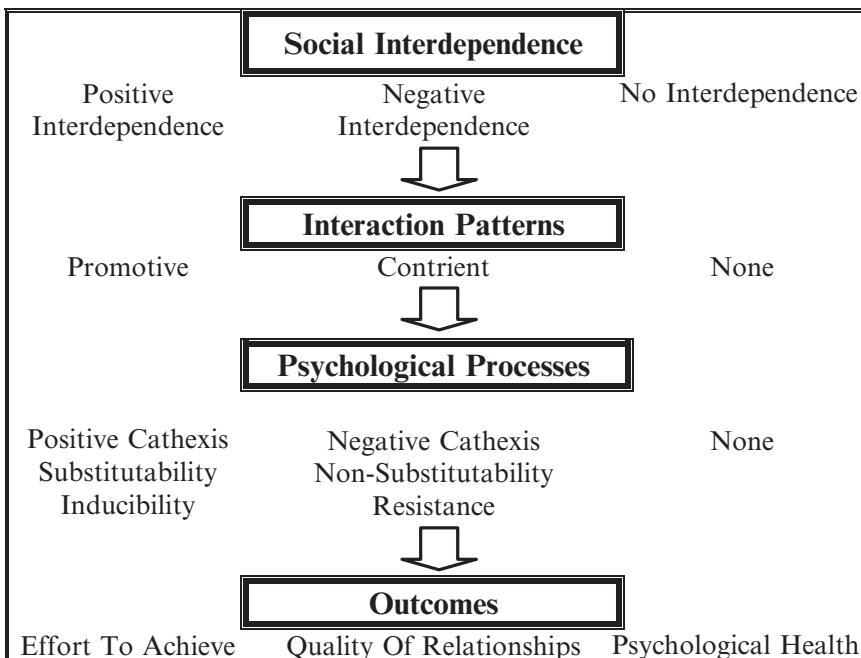 Social Interdependence
Positive Negative No Interdependence
Interdependence Interdependence
Interaction Patterns
Promotive Contrient None
Psychological Processes
Positive Cathexis Negative Cathexis None
Substitutability Non-Substitutability
Inducibility Resistance
Outcomes
Effort To Achieve Quality Of Relationships Psychological Health